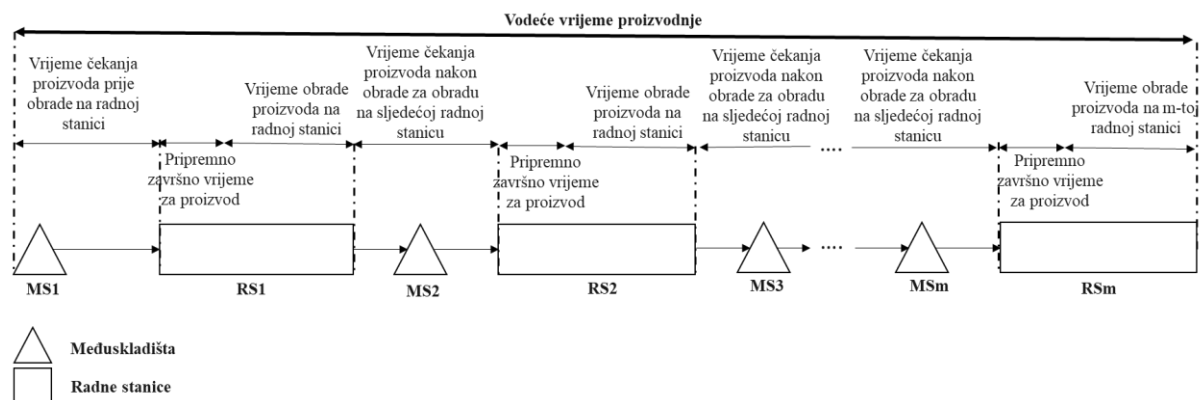 Vodeće vrijeme proizvodnje
Vrijeme čekanja
proizvoda prije
obrade na radnoj
stanici
Vrijeme obrade
proizvoda na
radnoj stanici
Vrijeme čekanja
proizvoda nakon
obrade za obradu
na sljedećoj radnoj
stanicu
Vrijeme obrade
proizvoda na
radnoj stanici
Vrijeme čekanja
proizvoda nakon
obrade za obradu
na sljedećoj radnoj
stanicu
Vrijeme čekanja
proizvoda nakon
obrade za obradu
na sljedećoj radnoj
stanicu
Vrijeme obrade
proizvoda na m-toj
radnoj stanici
....
Pripremno
završno vrijeme
za proizvod
Pripremno
završno vrijeme
za proizvod
Pripremno
završno vrijeme
za proizvod
....
MS1
RS1
MS2
RS2
MS3
MSm
RSm
Međuskladišta
Radne stanice